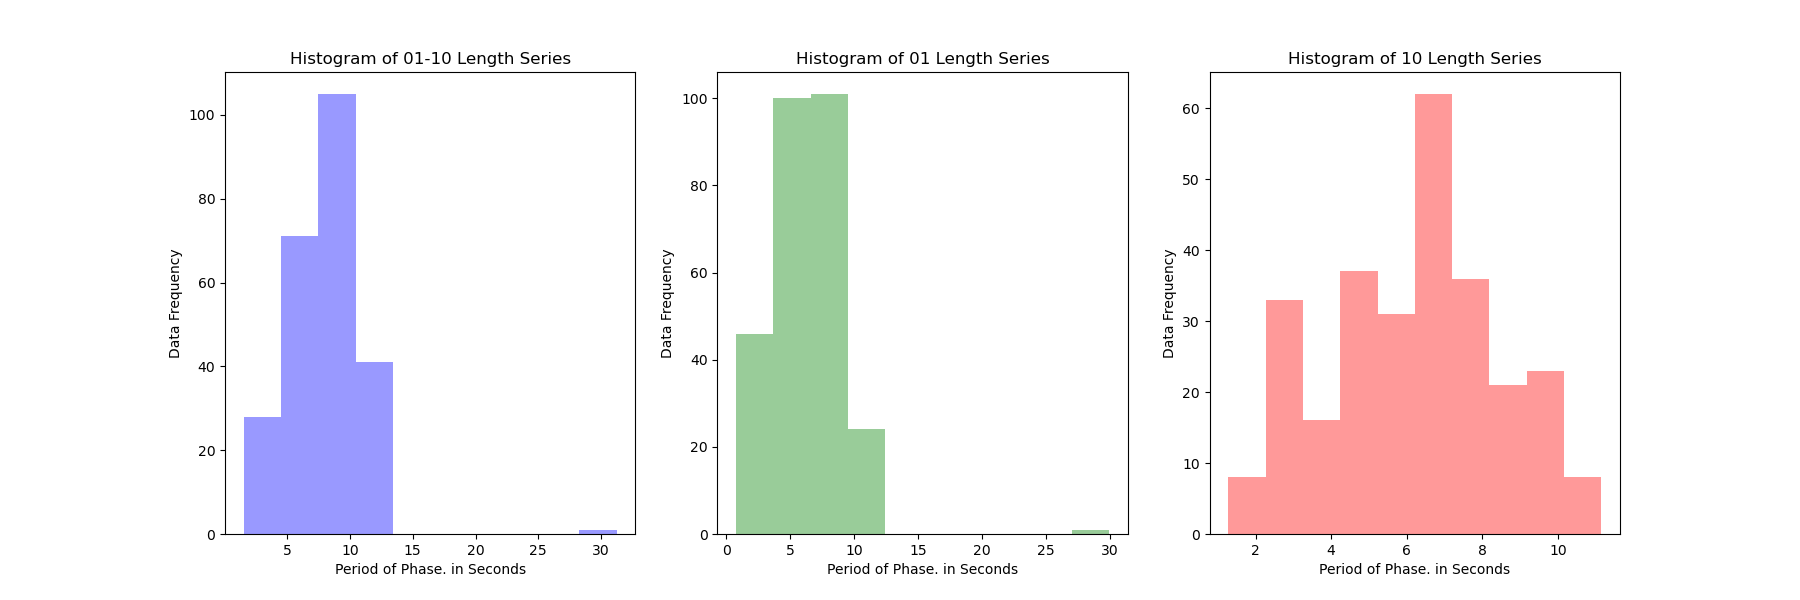 Histogram of 01-10 Length Series
Data Frequency
100
80
60
40
20
0
5 10 15 20 25 30
Period of Phase. in Seconds
Histogram of 01 Length Series
Data Frequency
100
80
60
40
20
0
0 5 10 15 20 25 30
Period of Phase. in Seconds
Histogram of 10 Length Series
Data Frequency
60
50
40
30
20
10
0
2 4 6 8 10
Period of Phase. in Seconds